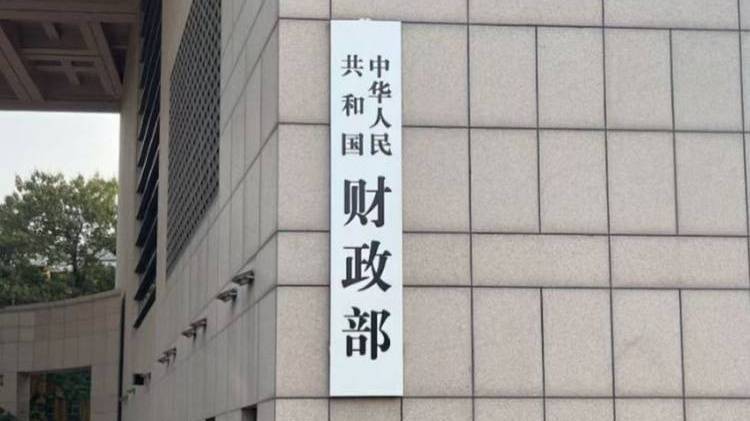 中华人民
共和国
财政部